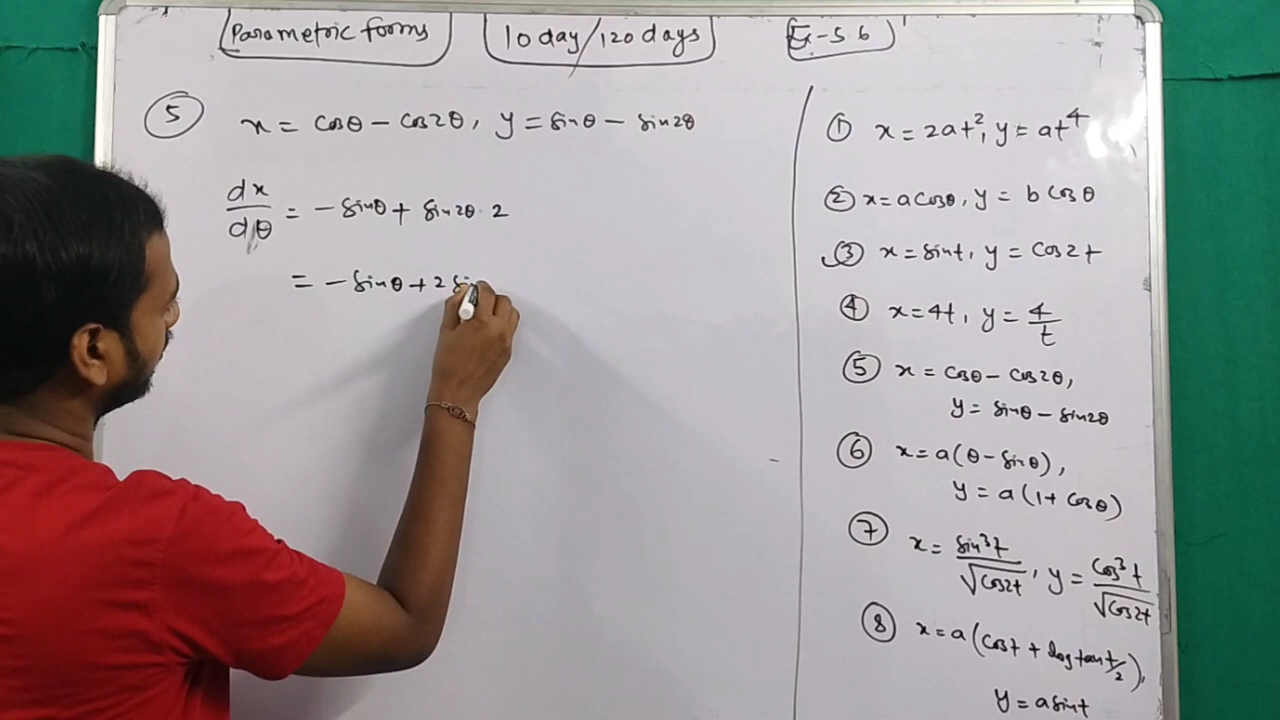 Parametric forms 10 day/120 days Ex-5.6
⑤ x = cosθ - cos2θ, y = sinθ - sin2θ
dx/dθ = -sinθ + sin2θ · 2
= -sinθ + 2 si
① x = 2at², y = at⁴
② x = a cosθ, y = b cosθ
③ x = sint, y = cos2t
④ x = 4t, y = 4/t
⑤ x = cosθ - cos2θ,
y = sinθ - sin2θ
⑥ x = a(θ - sinθ),
y = a(1 + cosθ)
⑦ x = sin³t/√cos2t, y = cos³t/√cos2t
⑧ x = a(cost + log tan t/2),
y = a sint